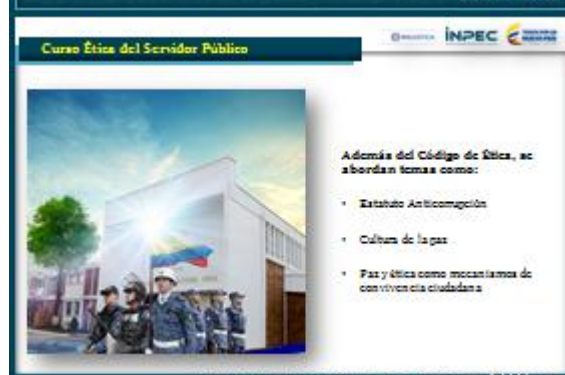 Curso Ética del Servidor Público
INPEC
Además del Código de Ética, se
abordan temas como:
• Estatuto Anticorrupción
• Cultura de la paz
• Paz y ética como mecanismos de
convivencia ciudadana